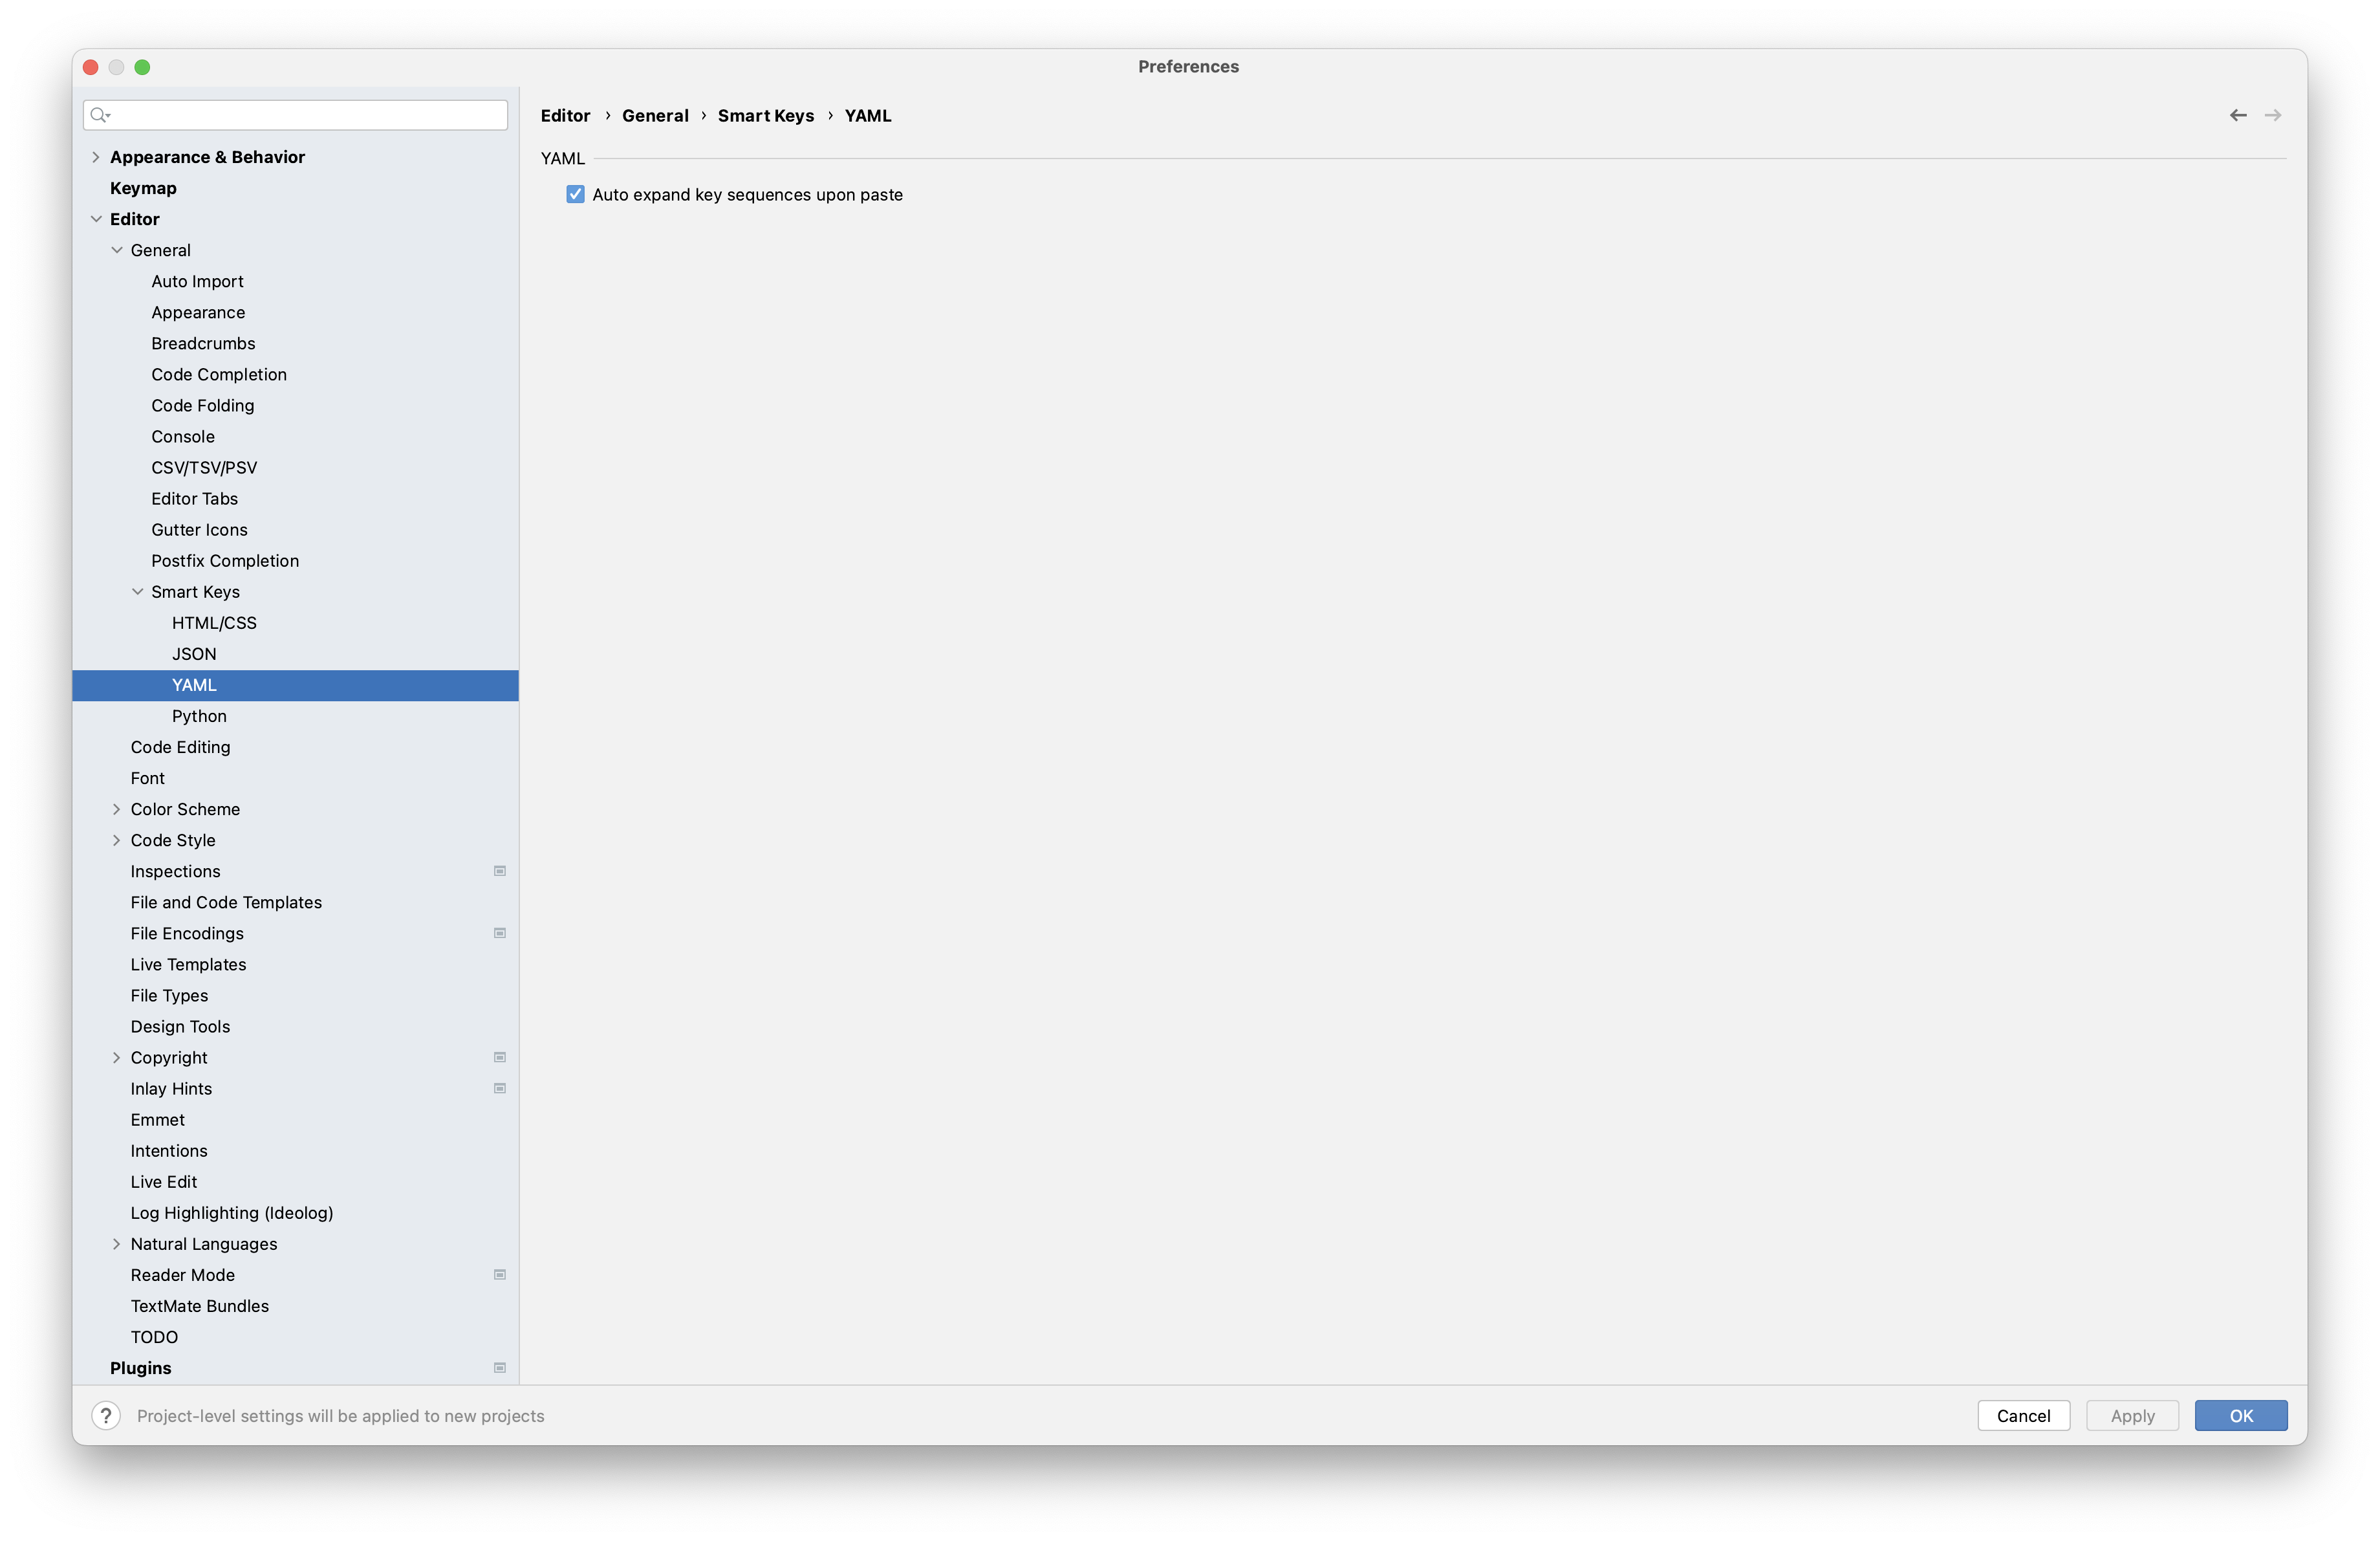 Preferences
Appearance & Behavior
Keymap
Editor
General
Auto Import
Appearance
Breadcrumbs
Code Completion
Code Folding
Console
CSV/TSV/PSV
Editor Tabs
Gutter Icons
Postfix Completion
Smart Keys
HTML/CSS
JSON
YAML
Python
Code Editing
Font
Color Scheme
Code Style
Inspections
File and Code Templates
File Encodings
Live Templates
File Types
Design Tools
Copyright
Inlay Hints
Emmet
Intentions
Live Edit
Log Highlighting (Ideolog)
Natural Languages
Reader Mode
TextMate Bundles
TODO
Plugins
Editor › General › Smart Keys › YAML
YAML
Auto expand key sequences upon paste
? Project-level settings will be applied to new projects
Cancel Apply OK